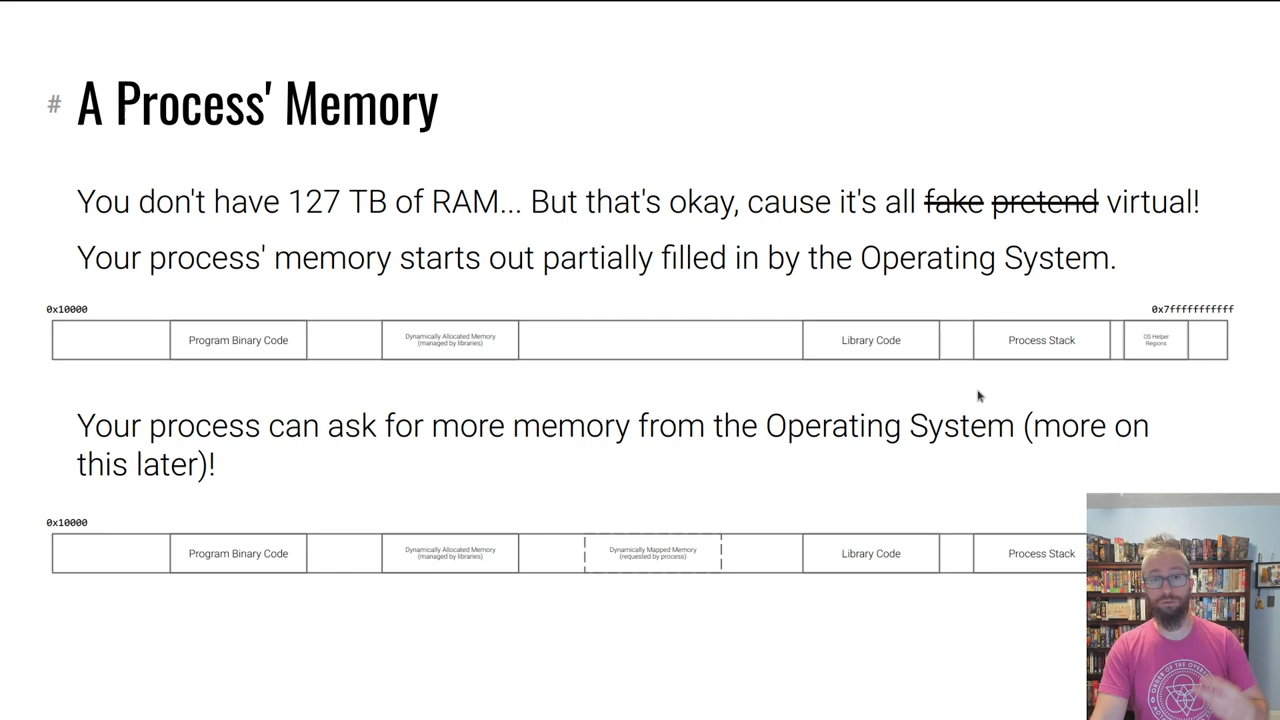 # A Process' Memory
You don't have 127 TB of RAM... But that's okay, cause it's all fake pretend virtual!
Your process' memory starts out partially filled in by the Operating System.
0x10000 0x7fffffffffff
Program Binary Code
Dynamically Allocated Memory
(managed by libraries)
Library Code
Process Stack
OS Helper
Regions
Your process can ask for more memory from the Operating System (more on
this later)!
0x10000
Program Binary Code
Dynamically Allocated Memory
(managed by libraries)
Dynamically Mapped Memory
(requested by process)
Library Code
Process Stack
ORDER OF THE